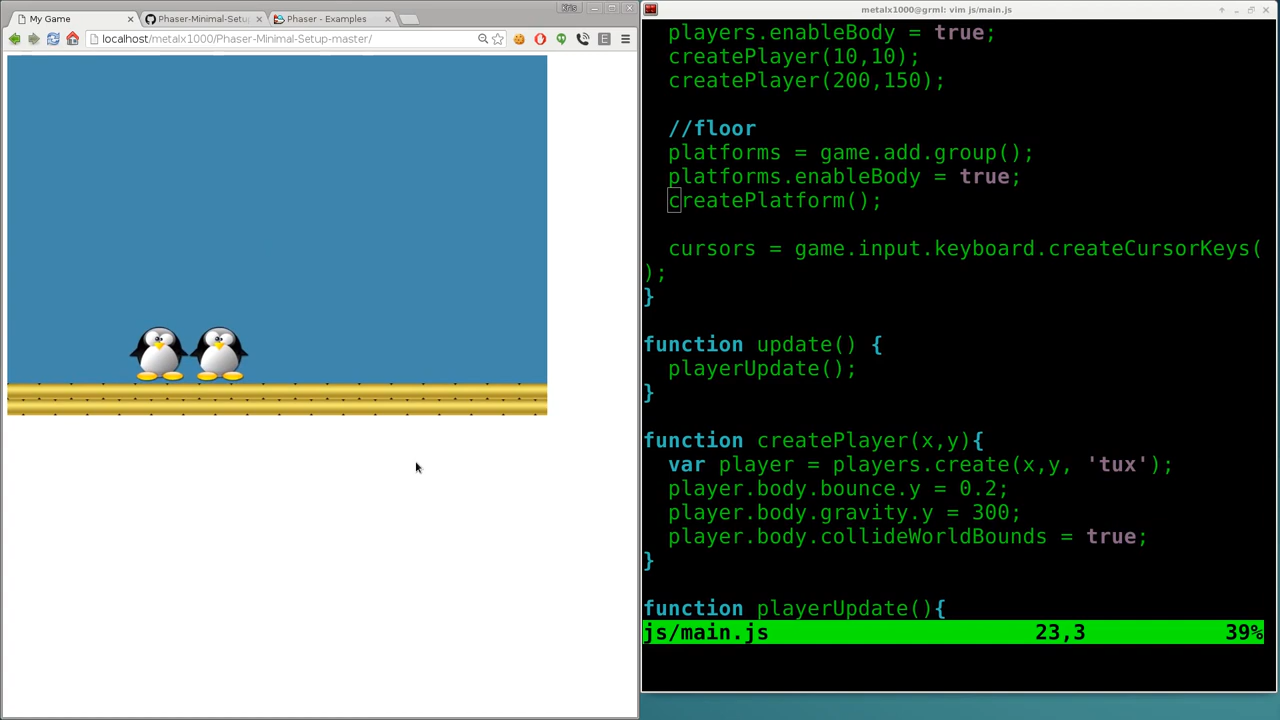 Kris
My Game
Phaser-Minimal-Setu
Phaser - Examples
localhost/metalx1000/Phaser-Minimal-Setup-master/
metalx1000@grml: vim js/main.js
players.enableBody = true;
createPlayer(10,10);
createPlayer(200,150);
//floor
platforms = game.add.group();
platforms.enableBody = true;
createPlatform();
cursors = game.input.keyboard.createCursorKeys(
);
}
function update() {
playerUpdate();
}
function createPlayer(x,y){
var player = players.create(x,y, 'tux');
player.body.bounce.y = 0.2;
player.body.gravity.y = 300;
player.body.collideWorldBounds = true;
}
function playerUpdate(){
js/main.js 23,3 39%